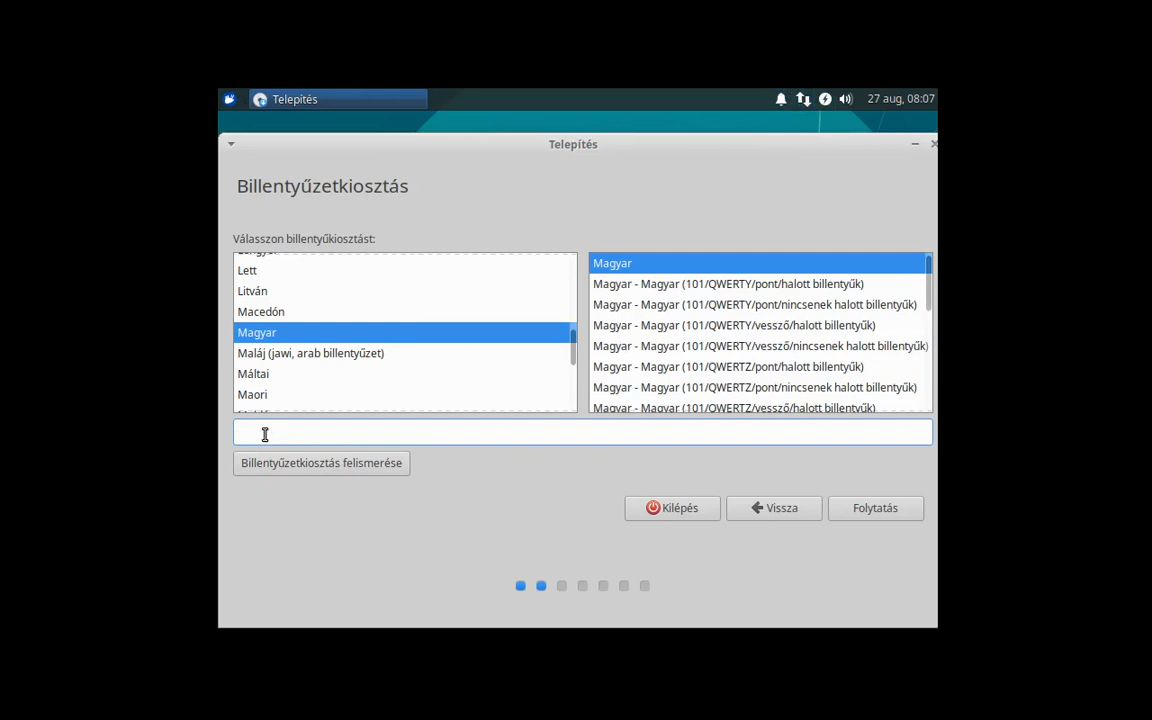 Telepítés
27 aug, 08:07
Telepítés
Billentyűzetkiosztás
Válasszon billentyűkiosztást:
Lett
Litván
Macedón
Magyar
Maláj (jawi, arab billentyűzet)
Máltai
Maori
Magyar
Magyar - Magyar (101/QWERTY/pont/halott billentyűk)
Magyar - Magyar (101/QWERTY/pont/nincsenek halott billentyűk)
Magyar - Magyar (101/QWERTY/vessző/halott billentyűk)
Magyar - Magyar (101/QWERTY/vessző/nincsenek halott billentyűk)
Magyar - Magyar (101/QWERTZ/pont/halott billentyűk)
Magyar - Magyar (101/QWERTZ/pont/nincsenek halott billentyűk)
Magyar - Magyar (101/QWERTZ/vessző/halott billentyűk)
Billentyűzetkiosztás felismerése
Kilépés
Vissza
Folytatás